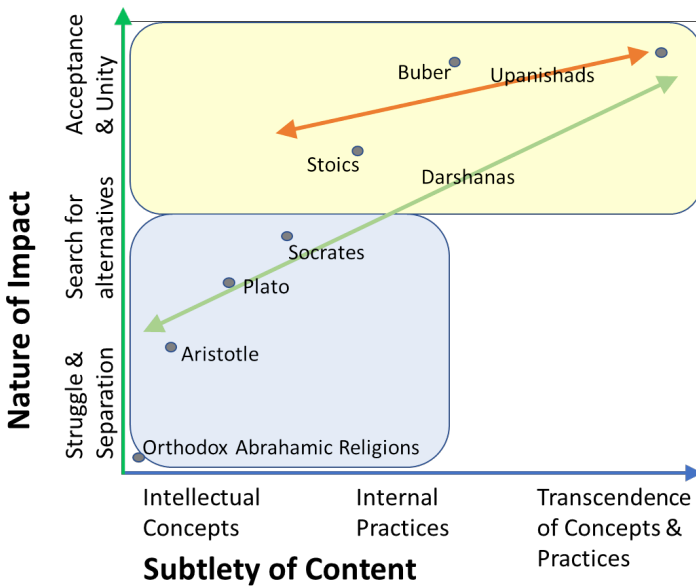 Nature of Impact
Acceptance
& Unity
Search for
alternatives
Struggle &
Separation
Buber
Upanishads
Stoics
Darshanas
Socrates
Plato
Aristotle
Orthodox Abrahamic Religions
Intellectual
Concepts
Internal
Practices
Transcendence
of Concepts &
Practices
Subtlety of Content